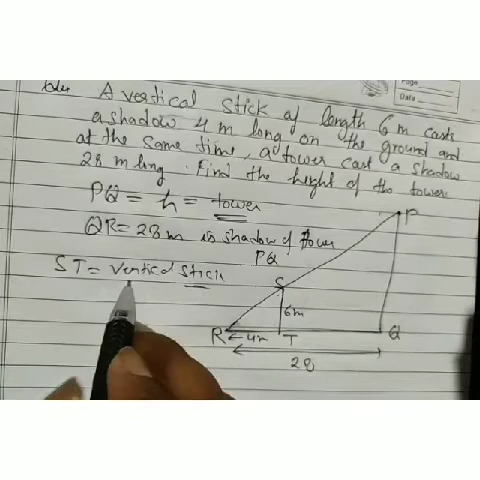 A vertical stick of length 6 m casts
a shadow 4 m long on the ground and
at the same time, a tower cast a shadow
28 m long. Find the height of the tower
PQ = h = tower
QR = 28 m is shadow of tower
PQ
ST = vertical stick
P
S
6m
R
4m
T
Q
28
Page
Date